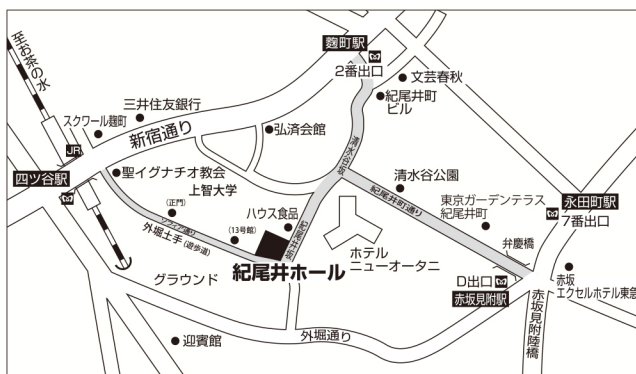 至お茶の水
麴町駅
2番出口
文芸春秋
三井住友銀行
スクワール麴町
新宿通り
紀尾井町
ビル
弘済会館
JR
清水谷坂
四ツ谷駅
聖イグナチオ教会
上智大学
清水谷公園
紀尾井町通り
永田町駅
7番出口
(正門)
ソフィア通り
ハウス食品
東京ガーデンテラス
紀尾井町
外堀土手(遊歩道)
(13号館)
紀尾井坂
弁慶橋
ホテル
ニューオータニ
グラウンド
紀尾井ホール
D出口
赤坂見附駅
赤坂
エクセルホテル東急
赤坂見附陸橋
外堀通り
迎賓館